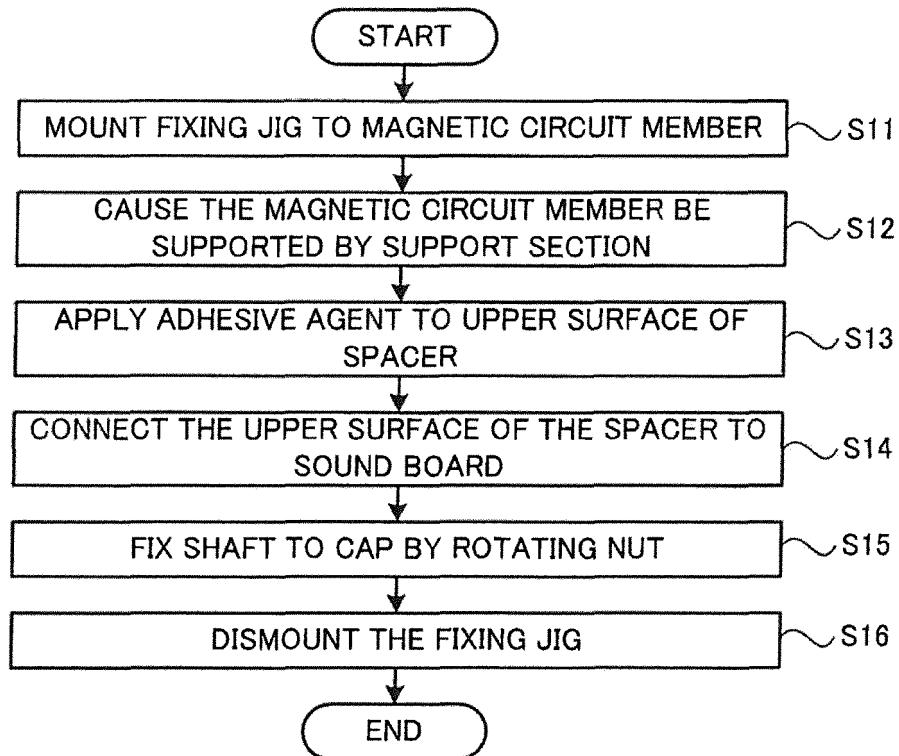 START
MOUNT FIXING JIG TO MAGNETIC CIRCUIT MEMBER
S11
CAUSE THE MAGNETIC CIRCUIT MEMBER BE
SUPPORTED BY SUPPORT SECTION
S12
APPLY ADHESIVE AGENT TO UPPER SURFACE OF
SPACER
S13
CONNECT THE UPPER SURFACE OF THE SPACER TO
SOUND BOARD
S14
FIX SHAFT TO CAP BY ROTATING NUT
S15
DISMOUNT THE FIXING JIG
S16
END